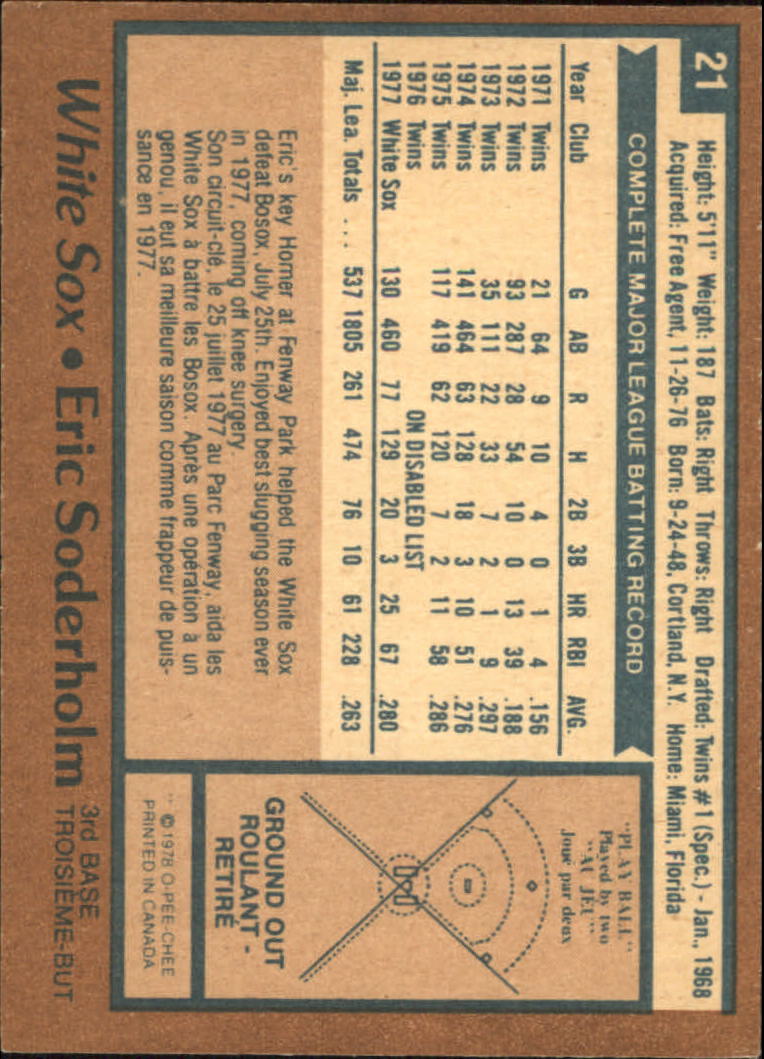 21
Height: 5'11" Weight: 187 Bats: Right Throws: Right Drafted: Twins #1 (Spec.) - Jan., 1968
Acquired: Free Agent, 11-26-76 Born: 9-24-48, Cortland, N.Y. Home: Miami, Florida
COMPLETE MAJOR LEAGUE BATTING RECORD
Year Club G AB R H 2B 3B HR RBI AVG.
1971 Twins 21 64 9 10 4 0 1 4 .156
1972 Twins 93 287 28 54 10 0 13 39 .188
1973 Twins 35 111 22 33 7 2 1 9 .297
1974 Twins 141 464 63 128 18 3 10 51 .276
1975 Twins 117 419 62 120 7 2 11 58 .286
1976 Twins ON DISABLED LIST
1977 White Sox 130 460 77 129 20 3 25 67 .280
Maj. Lea. Totals ... 537 1805 261 474 76 10 61 228 .263
Eric's key Homer at Fenway Park helped the White Sox
defeat Bosox, July 25th. Enjoyed best slugging season ever
in 1977, coming off knee surgery.
Son circuit-clé, le 25 juillet 1977 au Parc Fenway, aida les
White Sox à battre les Bosox. Après une opération à un
genou, il eut sa meilleure saison comme frappeur de puis-
sance en 1977.
"PLAY BALL"
Played by two
"AU JEU"
Joué par deux
GROUND OUT
ROULANT -
RETIRÉ
©1978 O-PEE-CHEE
PRINTED IN CANADA
White Sox • Eric Soderholm
3rd BASE
TROISIÈME-BUT